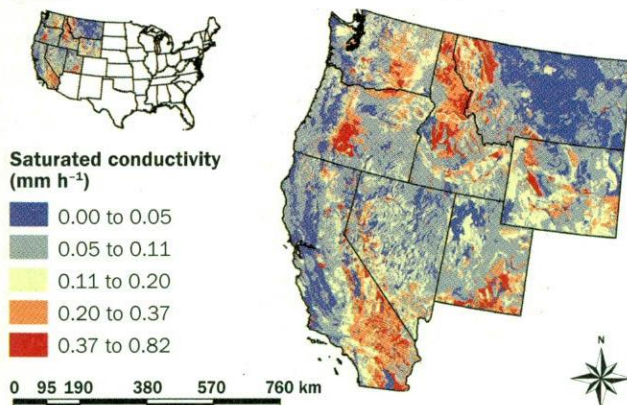 Saturated conductivity
(mm h⁻¹)
0.00 to 0.05
0.05 to 0.11
0.11 to 0.20
0.20 to 0.37
0.37 to 0.82
0 95 190 380 570 760 km
N